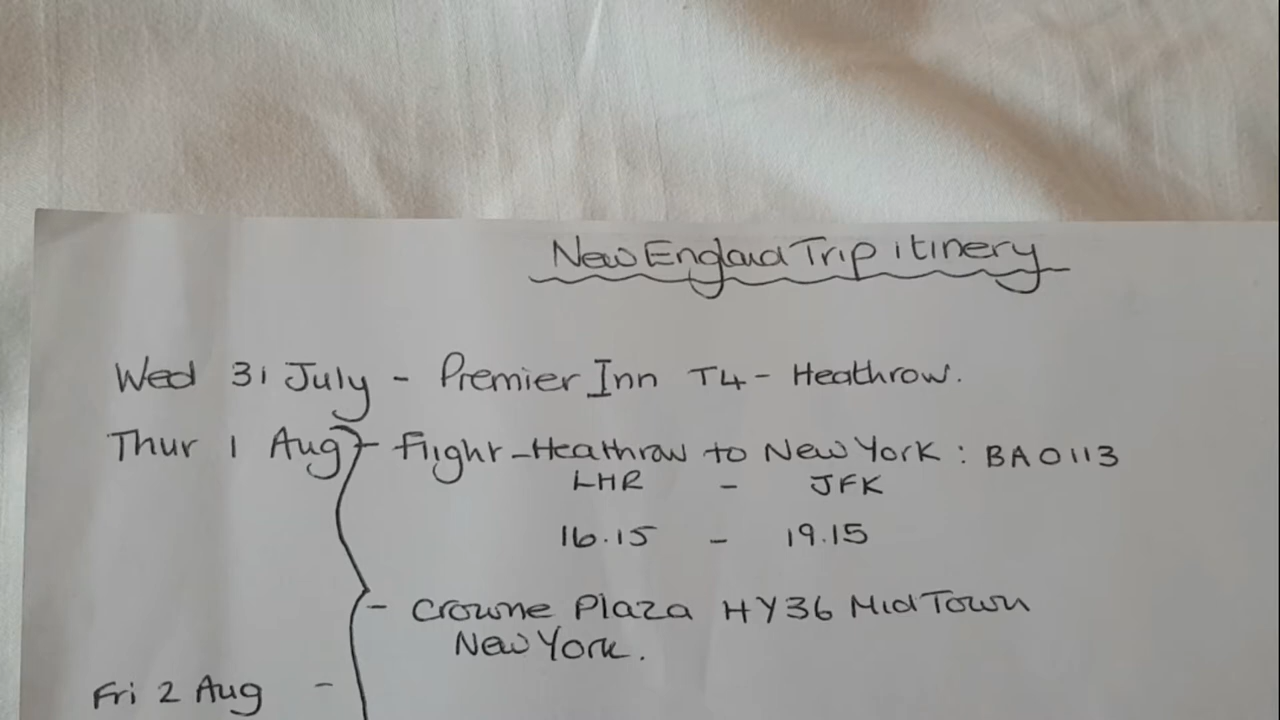 New England Trip itinery
Wed 31 July - Premier Inn T4 - Heathrow.
Thur 1 Aug - Flight - Heathrow to New York : BA0113
LHR - JFK
16.15 - 19.15
- Crowne Plaza HY36 MidTown
New York.
Fri 2 Aug -